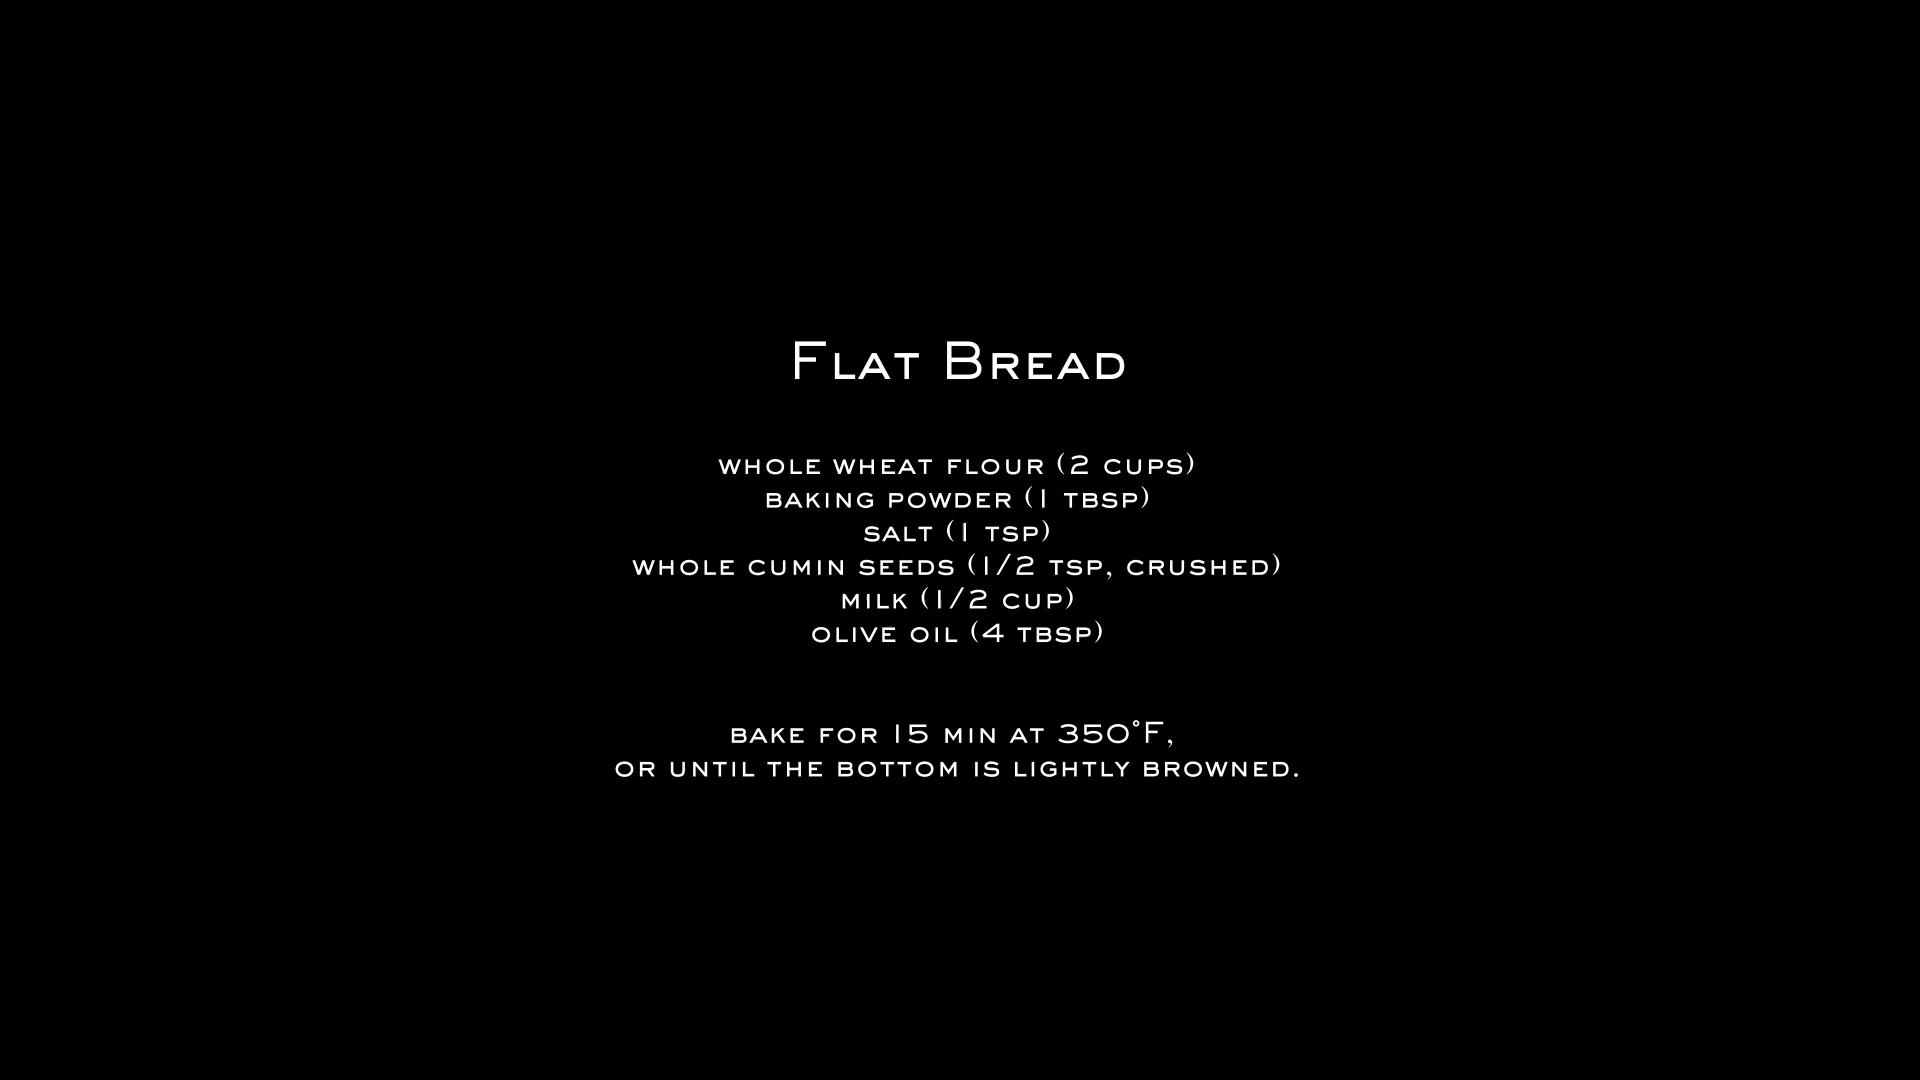 Flat Bread
whole wheat flour (2 cups)
baking powder (1 tbsp)
salt (1 tsp)
whole cumin seeds (1/2 tsp, crushed)
milk (1/2 cup)
olive oil (4 tbsp)
bake for 15 min at 350°F,
or until the bottom is lightly browned.